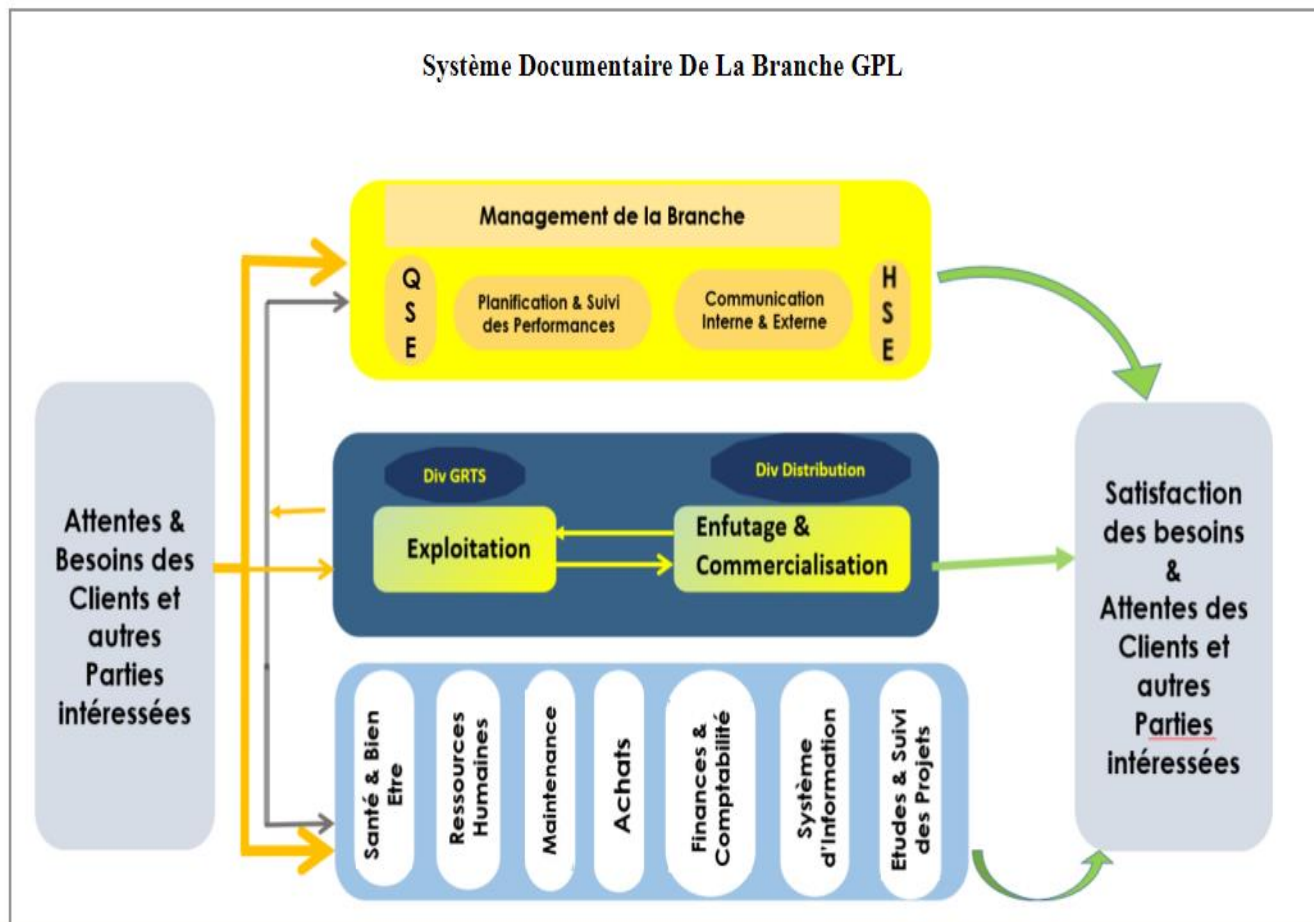 Système Documentaire De La Branche GPL
Management de la Branche
Q
S
E
Planification & Suivi
des Performances
Communication
Interne & Externe
H
S
E
Attentes &
Besoins des
Clients et
autres
Parties
intéressées
Div GRTS
Div Distribution
Exploitation
Enfutage &
Commercialisation
Satisfaction
des besoins
&
Attentes des
Clients et
autres
Parties
intéressées
Santé & Bien
Etre
Ressources
Humaines
Maintenance
Achats
Finances &
Comptabilité
Système
d'Information
Etudes & Suivi
des Projets